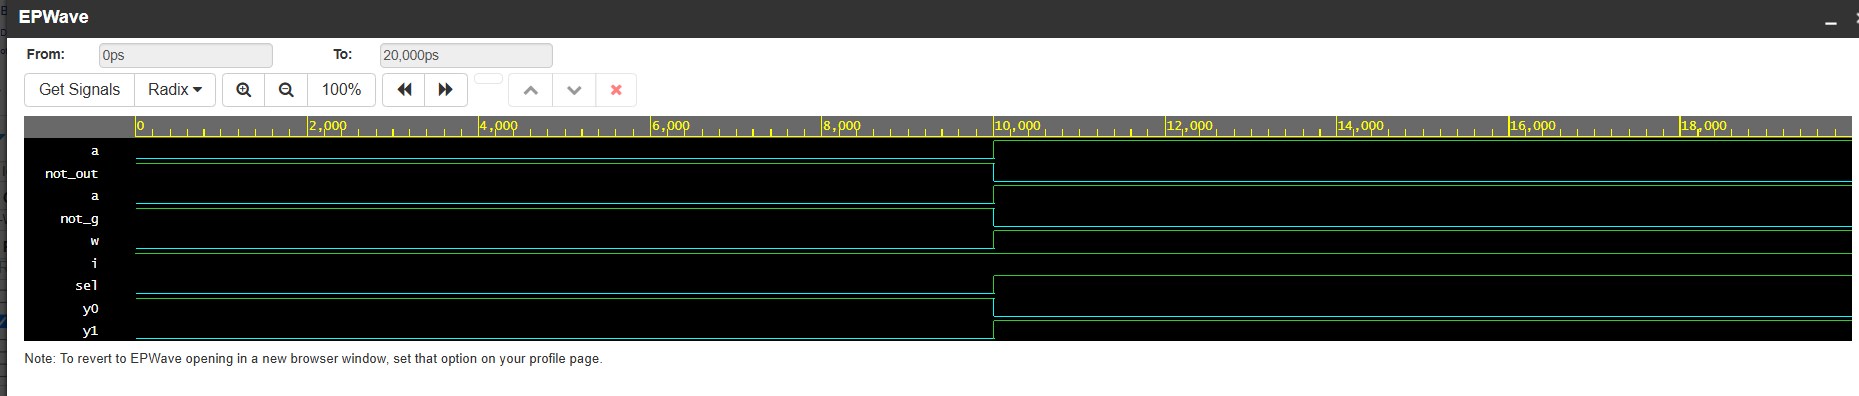 EPWave
From: 0ps To: 20,000ps
Get Signals Radix 100%
0 2,000 4,000 6,000 8,000 10,000 12,000 14,000 16,000 18,000
a
not_out
a
not_g
w
i
sel
y0
y1
Note: To revert to EPWave opening in a new browser window, set that option on your profile page.